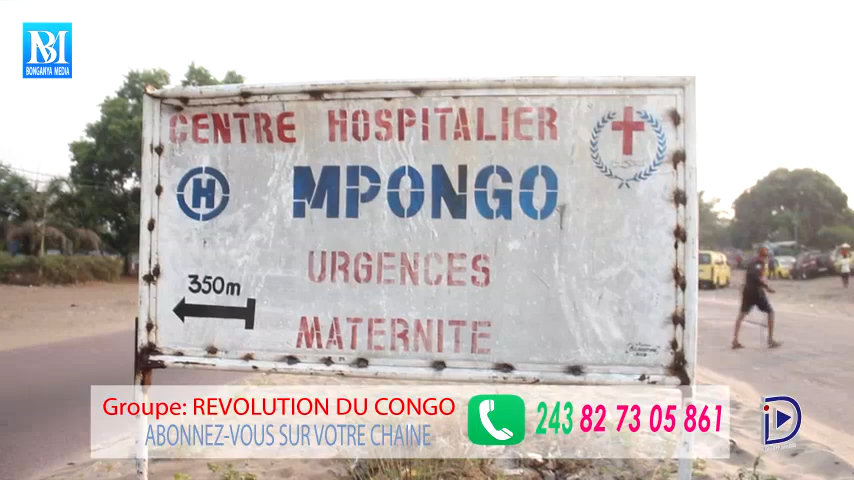 BM
BONGANYA MEDIA
CENTRE HOSPITALIER
H
MPONGO
URGENCES
350m
MATERNITE
Groupe: REVOLUTION DU CONGO
243 82 73 05 861
ABONNEZ-VOUS SUR VOTRE CHAINE